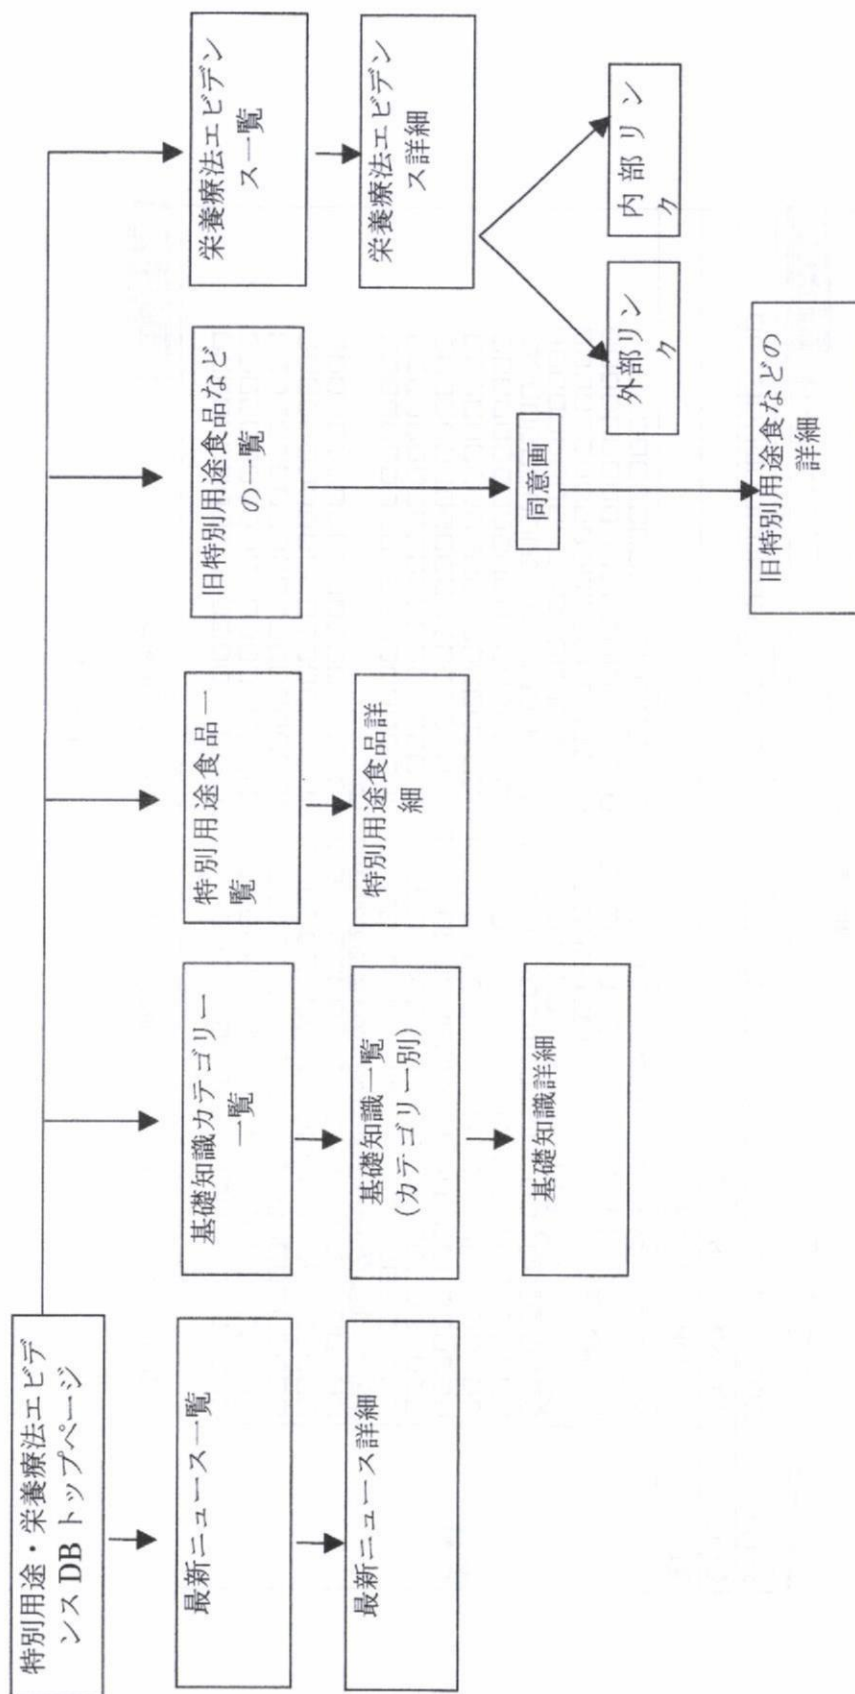 特別用途・栄養療法エビデ
ンス DB トップページ
最新ニュース一覧
最新ニュース詳細
基礎知識カテゴリー
一覧
基礎知識一覧
(カテゴリー別)
基礎知識詳細
特別用途食品一
覧
特別用途食品詳
細
旧特別用途食品など
の一覧
同意画
旧特別用途食などの
詳細
栄養療法エビデン
ス一覧
栄養療法エビデン
ス詳細
外部リン
ク
内部リン
ク